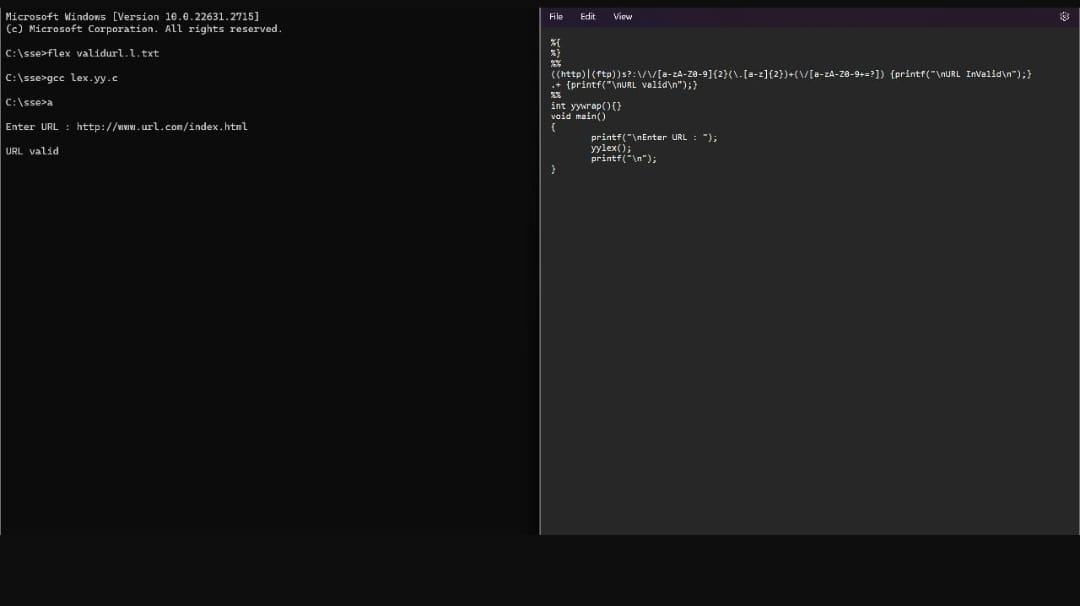 Microsoft Windows [Version 10.0.22631.2715]
(c) Microsoft Corporation. All rights reserved.
C:\sse>flex validurl.l.txt
C:\sse>gcc lex.yy.c
C:\sse>a
Enter URL : http://www.url.com/index.html
URL valid
File Edit View
%{
%}
%%
((http)|(ftp))s?:\/\/[a-zA-Z0-9]{2}(\.[a-z]{2})+(\/[a-zA-Z0-9+=?]) {printf("\nURL InValid\n");}
.+ {printf("\nURL valid\n");}
%%
int yywrap(){}
void main()
{
printf("\nEnter URL : ");
yylex();
printf("\n");
}